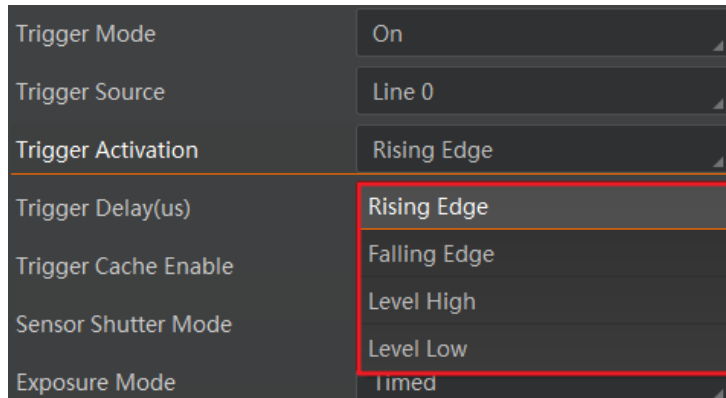 Trigger Mode On
Trigger Source Line 0
Trigger Activation Rising Edge
Trigger Delay(us) Rising Edge
Trigger Cache Enable Falling Edge
Level High
Sensor Shutter Mode
Level Low
Exposure Mode Timed